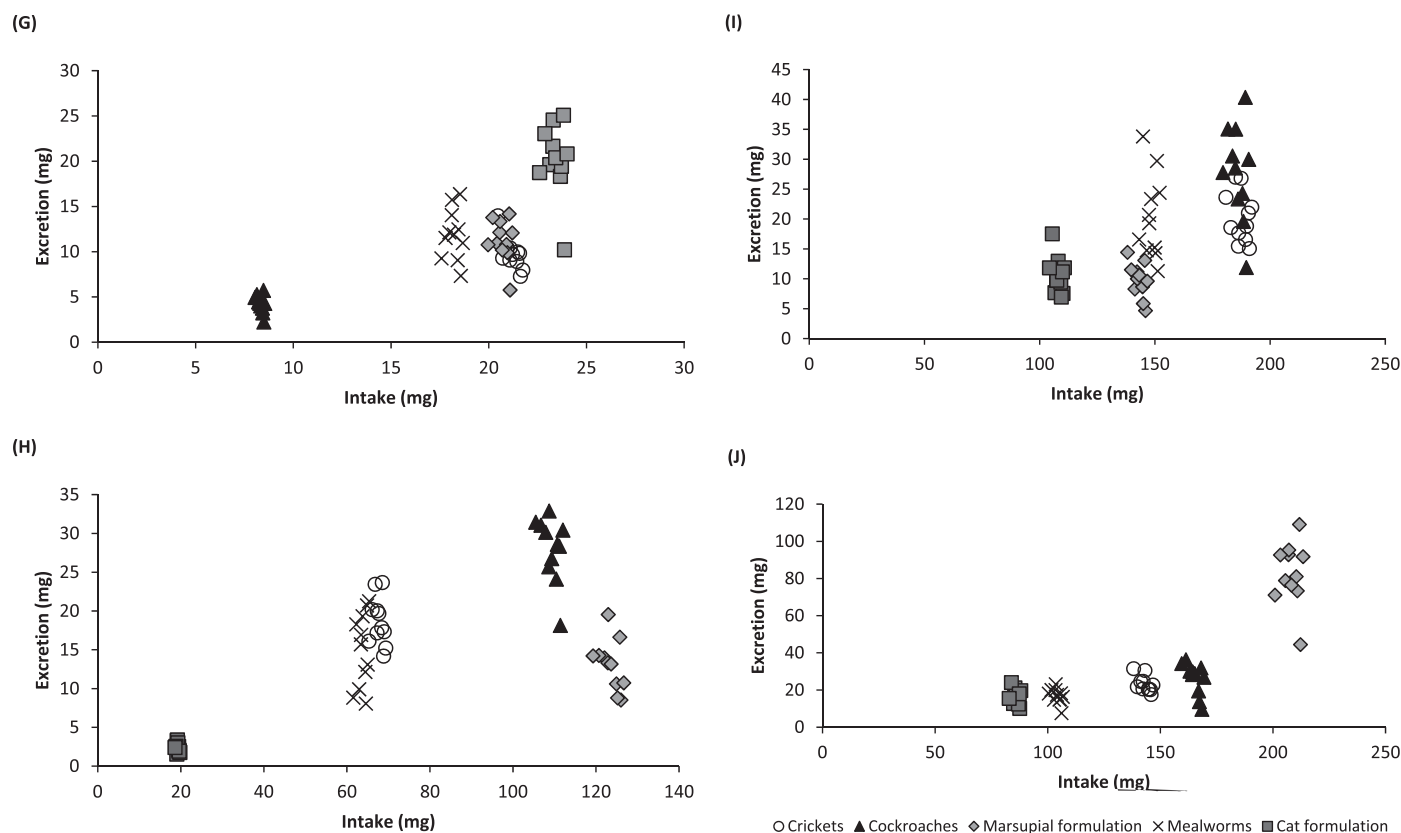 (G)
30
25
20
15
10
5
0
Excretion (mg)
0 5 10 15 20 25 30
Intake (mg)
(I)
45
40
35
30
25
20
15
10
5
0
Excretion (mg)
0 50 100 150 200 250
Intake (mg)
(H)
35
30
25
20
15
10
5
0
Excretion (mg)
0 20 40 60 80 100 120 140
Intake (mg)
(J)
120
100
80
60
40
20
0
Excretion (mg)
0 50 100 150 200 250
Intake (mg)
Crickets Cockroaches Marsupial formulation Mealworms Cat formulation